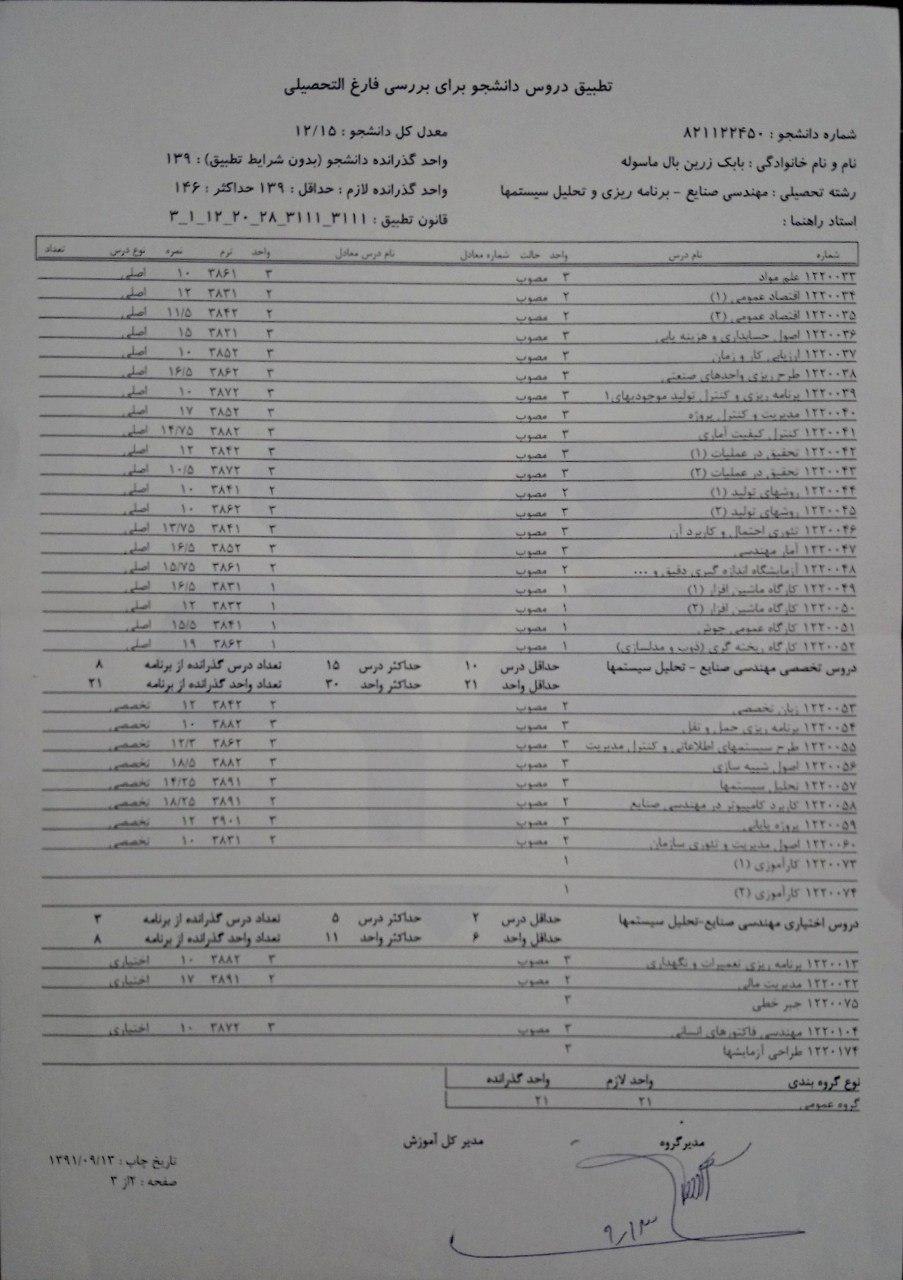 تطبیق دروس دانشجو برای بررسی فارغ التحصیلی
شماره دانشجو : ۸۲۱۱۲۲۴۵۰ معدل کل دانشجو : ۱۲/۱۵
نام و نام خانوادگی : بابک زرین بال ماسوله واحد گذرانده دانشجو (بدون شرایط تطبیق) : ۱۳۹
رشته تحصیلی : مهندسی صنایع - برنامه ریزی و تحلیل سیستمها واحد گذرانده لازم : حداقل : ۱۳۹ حداکثر : ۱۴۶
استاد راهنما : قانون تطبیق : ۳۱۱۱_۳۱۱۱_۲۸_۲۰_۱۲_۱_۳
شماره نام درس واحد حالت شماره معادل نام درس معادل واحد ترم نمره نوع درس تعداد
۱۲۲۰۰۳۳ علم مواد ۳ مصوب ۳ ۳۸۶۱ ۱۰ اصلی
۱۲۲۰۰۳۴ اقتصاد عمومی (۱) ۲ مصوب ۲ ۳۸۳۱ ۱۲ اصلی
۱۲۲۰۰۳۵ اقتصاد عمومی (۲) ۲ مصوب ۲ ۳۸۴۲ ۱۱/۵ اصلی
۱۲۲۰۰۳۶ اصول حسابداری و هزینه یابی ۳ مصوب ۳ ۳۸۲۱ ۱۵ اصلی
۱۲۲۰۰۳۷ ارزیابی کار و زمان ۳ مصوب ۳ ۳۸۵۲ ۱۰ اصلی
۱۲۲۰۰۳۸ طرح ریزی واحدهای صنعتی ۳ مصوب ۳ ۳۸۶۲ ۱۶/۵ اصلی
۱۲۲۰۰۳۹ برنامه ریزی و کنترل تولید موجودیهای۱ ۳ مصوب ۳ ۳۸۷۲ ۱۰ اصلی
۱۲۲۰۰۴۰ مدیریت و کنترل پروژه ۳ مصوب ۳ ۳۸۵۲ ۱۷ اصلی
۱۲۲۰۰۴۱ کنترل کیفیت آماری ۳ مصوب ۳ ۳۸۸۲ ۱۴/۷۵ اصلی
۱۲۲۰۰۴۲ تحقیق در عملیات (۱) ۳ مصوب ۳ ۳۸۴۲ ۱۲ اصلی
۱۲۲۰۰۴۳ تحقیق در عملیات (۲) ۳ مصوب ۳ ۳۸۷۲ ۱۰/۵ اصلی
۱۲۲۰۰۴۴ روشهای تولید (۱) ۲ مصوب ۲ ۳۸۴۱ ۱۰ اصلی
۱۲۲۰۰۴۵ روشهای تولید (۲) ۳ مصوب ۳ ۳۸۶۲ ۱۰ اصلی
۱۲۲۰۰۴۶ تئوری احتمال و کاربرد آن ۳ مصوب ۳ ۳۸۴۱ ۱۳/۷۵ اصلی
۱۲۲۰۰۴۷ آمار مهندسی ۳ مصوب ۳ ۳۸۵۲ ۱۶/۵ اصلی
۱۲۲۰۰۴۸ آزمایشگاه اندازه گیری دقیق و ... ۲ مصوب ۲ ۳۸۶۱ ۱۵/۷۵ اصلی
۱۲۲۰۰۴۹ کارگاه ماشین افزار (۱) ۱ مصوب ۱ ۳۸۳۱ ۱۶/۵ اصلی
۱۲۲۰۰۵۰ کارگاه ماشین افزار (۲) ۱ مصوب ۱ ۳۸۳۲ ۱۲ اصلی
۱۲۲۰۰۵۱ کارگاه عمومی جوش ۱ مصوب ۱ ۳۸۴۱ ۱۵/۵ اصلی
۱۲۲۰۰۵۲ کارگاه ریخته گری (ذوب و مدلسازی) ۱ مصوب ۱ ۳۸۶۲ ۱۹ اصلی
دروس تخصصی مهندسی صنایع - تحلیل سیستمها حداقل درس ۱۰ حداکثر درس ۱۵ تعداد درس گذرانده از برنامه ۸
حداقل واحد ۲۱ حداکثر واحد ۳۰ تعداد واحد گذرانده از برنامه ۲۱
۱۲۲۰۰۵۳ زبان تخصصی ۲ مصوب ۲ ۳۸۴۲ ۱۲ تخصصی
۱۲۲۰۰۵۴ برنامه ریزی حمل و نقل ۳ مصوب ۳ ۳۸۸۲ ۱۰ تخصصی
۱۲۲۰۰۵۵ طرح سیستمهای اطلاعاتی و کنترل مدیریت ۳ مصوب ۳ ۳۸۶۲ ۱۲/۳ تخصصی
۱۲۲۰۰۵۶ اصول شبیه سازی ۳ مصوب ۳ ۳۸۸۲ ۱۸/۵ تخصصی
۱۲۲۰۰۵۷ تحلیل سیستمها ۳ مصوب ۳ ۳۸۹۱ ۱۴/۲۵ تخصصی
۱۲۲۰۰۵۸ کاربرد کامپیوتر در مهندسی صنایع ۲ مصوب ۲ ۳۸۹۱ ۱۸/۲۵ تخصصی
۱۲۲۰۰۵۹ پروژه پایانی ۳ مصوب ۳ ۳۹۰۱ ۱۲ تخصصی
۱۲۲۰۰۶۰ اصول مدیریت و تئوری سازمان ۲ مصوب ۲ ۳۸۳۱ ۱۰ تخصصی
۱۲۲۰۰۷۳ کارآموزی (۱) ۱
۱۲۲۰۰۷۴ کارآموزی (۲) ۱
دروس اختیاری مهندسی صنایع-تحلیل سیستمها حداقل درس ۲ حداکثر درس ۵ تعداد درس گذرانده از برنامه ۳
حداقل واحد ۶ حداکثر واحد ۱۱ تعداد واحد گذرانده از برنامه ۸
۱۲۲۰۰۱۳ برنامه ریزی تعمیرات و نگهداری ۳ مصوب ۳ ۳۸۸۲ ۱۰ اختیاری
۱۲۲۰۰۲۲ مدیریت مالی ۲ مصوب ۲ ۳۸۹۱ ۱۷ اختیاری
۱۲۲۰۰۷۵ جبر خطی ۳
۱۲۲۰۱۰۴ مهندسی فاکتورهای انسانی ۳ مصوب ۳ ۳۸۷۲ ۱۰ اختیاری
۱۲۲۰۱۷۴ طراحی آزمایشها ۳
نوع گروه بندی واحد لازم واحد گذرانده
گروه عمومی ۲۱ ۲۱
مدیرگروه مدیر کل آموزش
تاریخ چاپ : ۱۳۹۱/۰۹/۱۳
صفحه : ۲از ۳
۹/۱۳